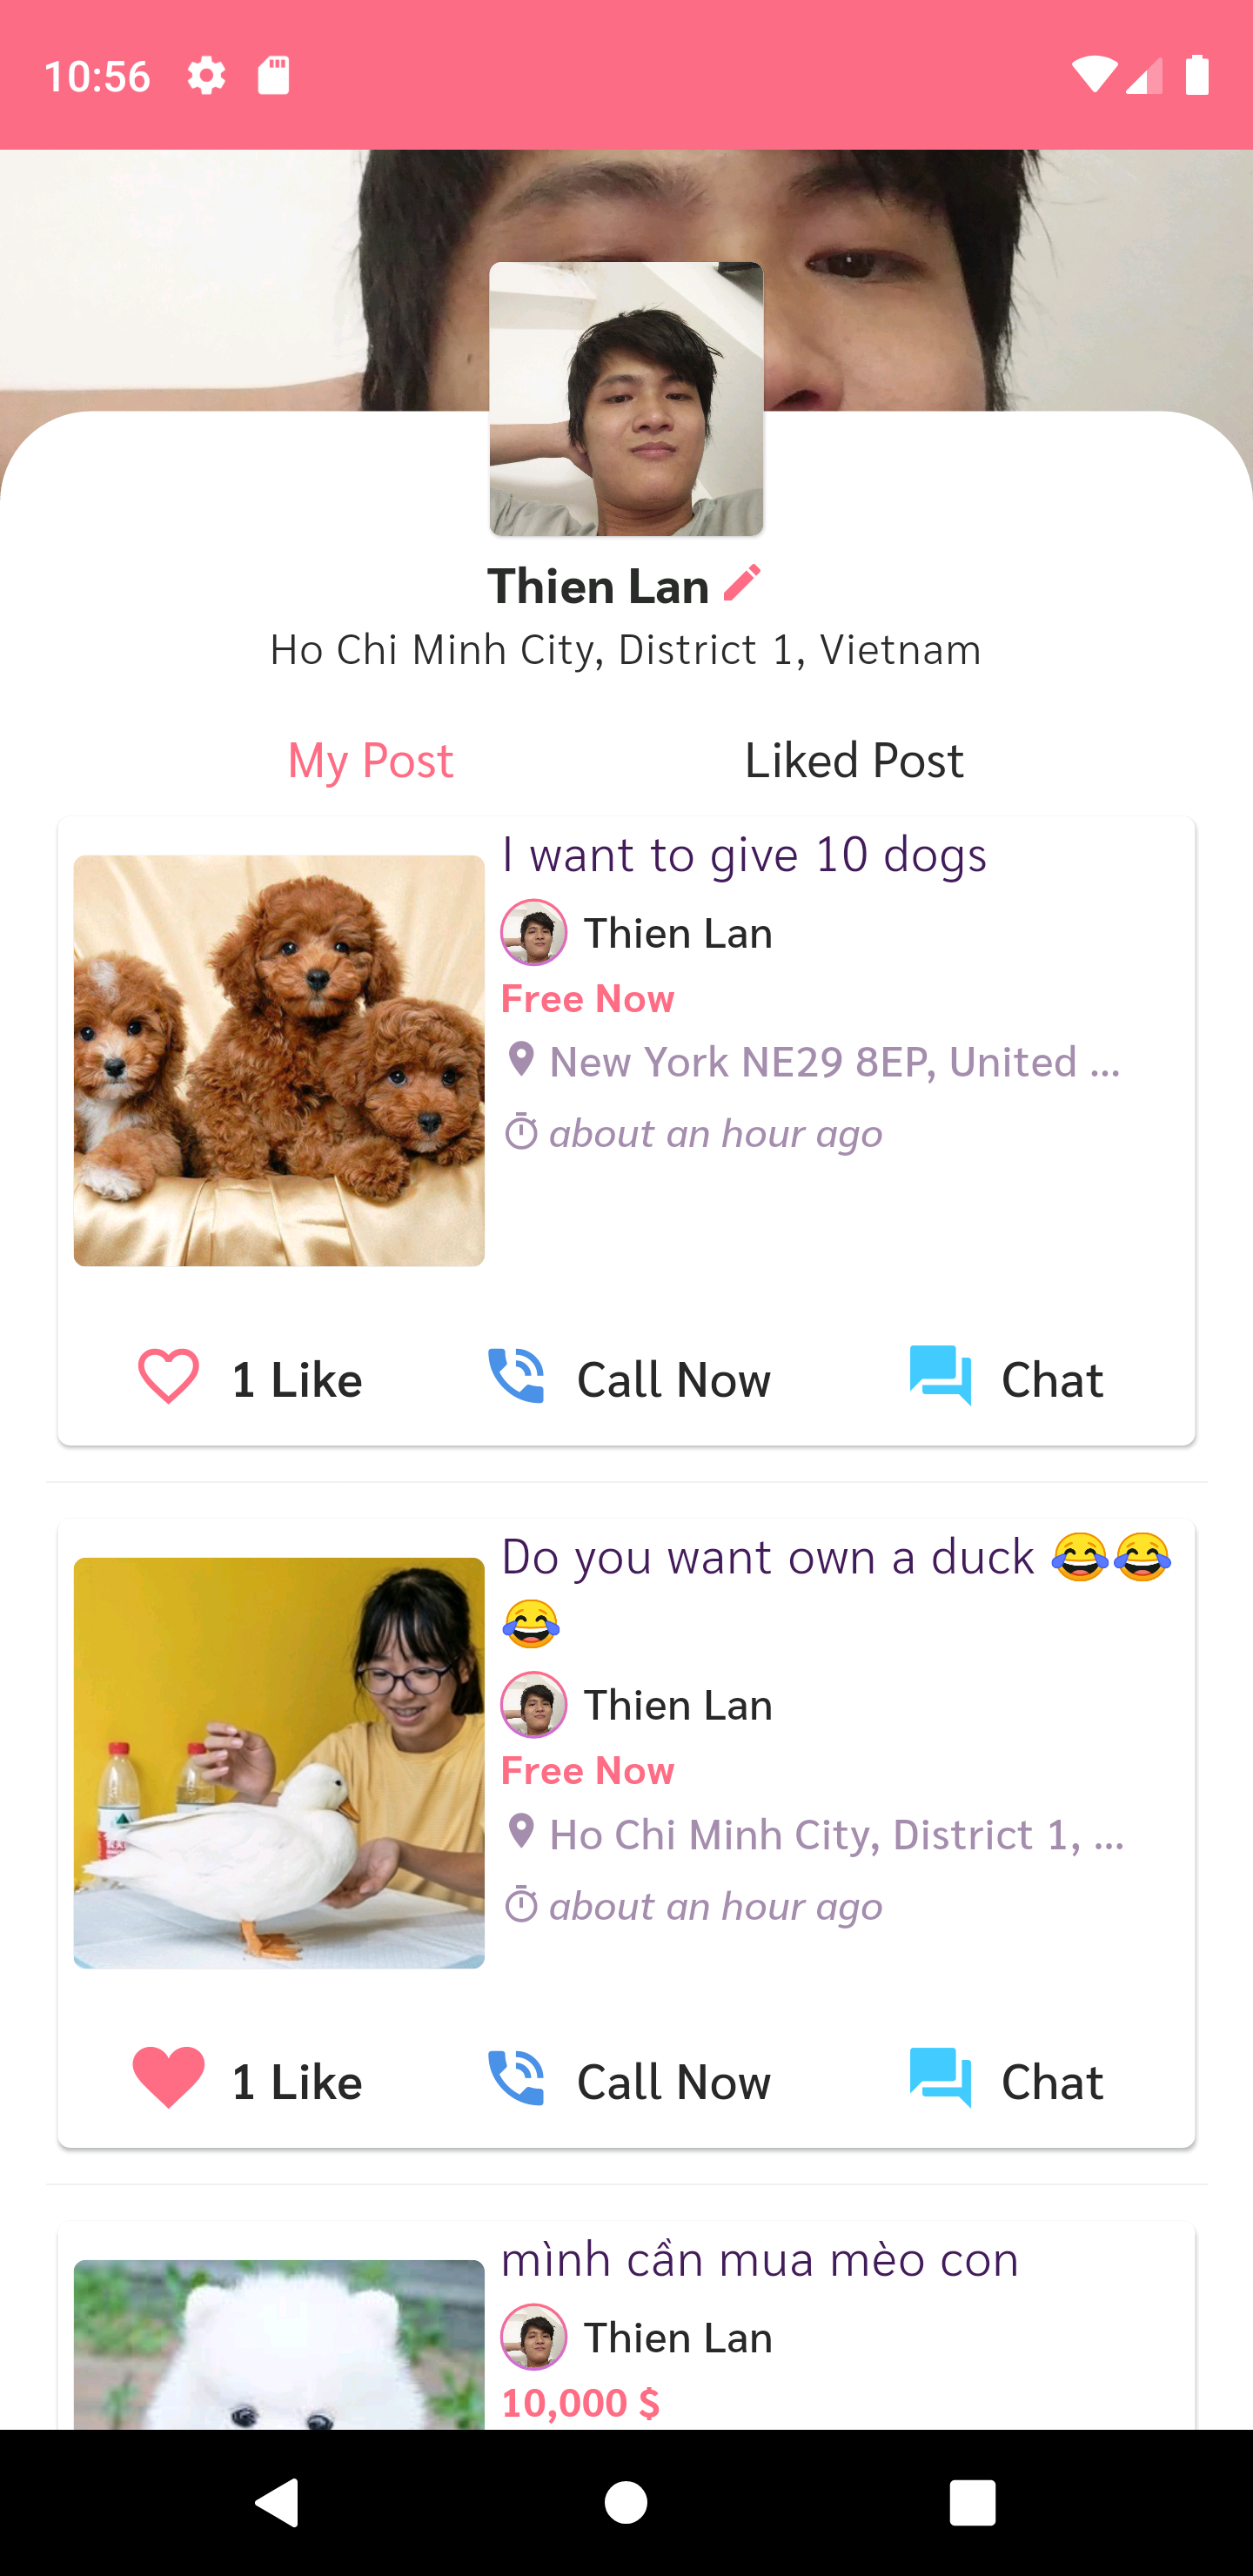 10:56
Thien Lan
Ho Chi Minh City, District 1, Vietnam
My Post Liked Post
I want to give 10 dogs
Thien Lan
Free Now
New York NE29 8EP, United ...
about an hour ago
1 Like Call Now Chat
Do you want own a duck 😂😂
😂
Thien Lan
Free Now
Ho Chi Minh City, District 1, ...
about an hour ago
1 Like Call Now Chat
mình cần mua mèo con
Thien Lan
10,000 $